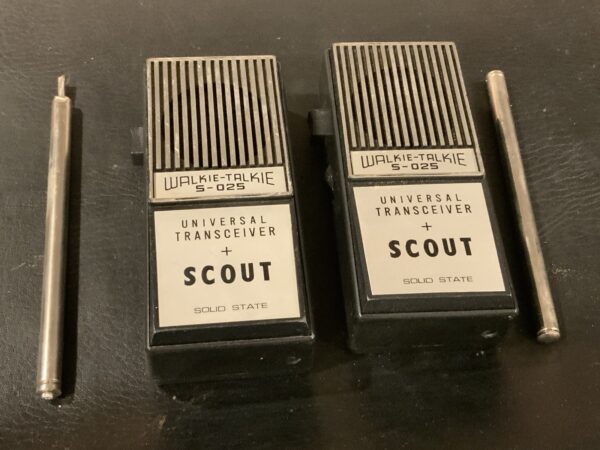 WALKIE-TALKIE
S-025
UNIVERSAL
TRANSCEIVER
+
SCOUT
SOLID STATE
WALKIE-TALKIE
S-025
UNIVERSAL
TRANSCEIVER
+
SCOUT
SOLID STATE